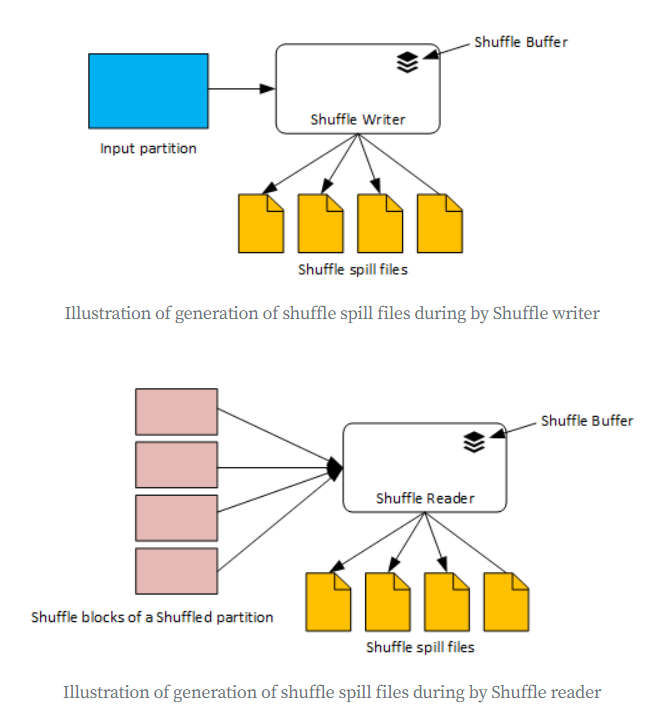 Shuffle Buffer
Shuffle Writer
Input partition
Shuffle spill files
Illustration of generation of shuffle spill files during by Shuffle writer
Shuffle Buffer
Shuffle Reader
Shuffle blocks of a Shuffled partition
Shuffle spill files
Illustration of generation of shuffle spill files during by Shuffle reader